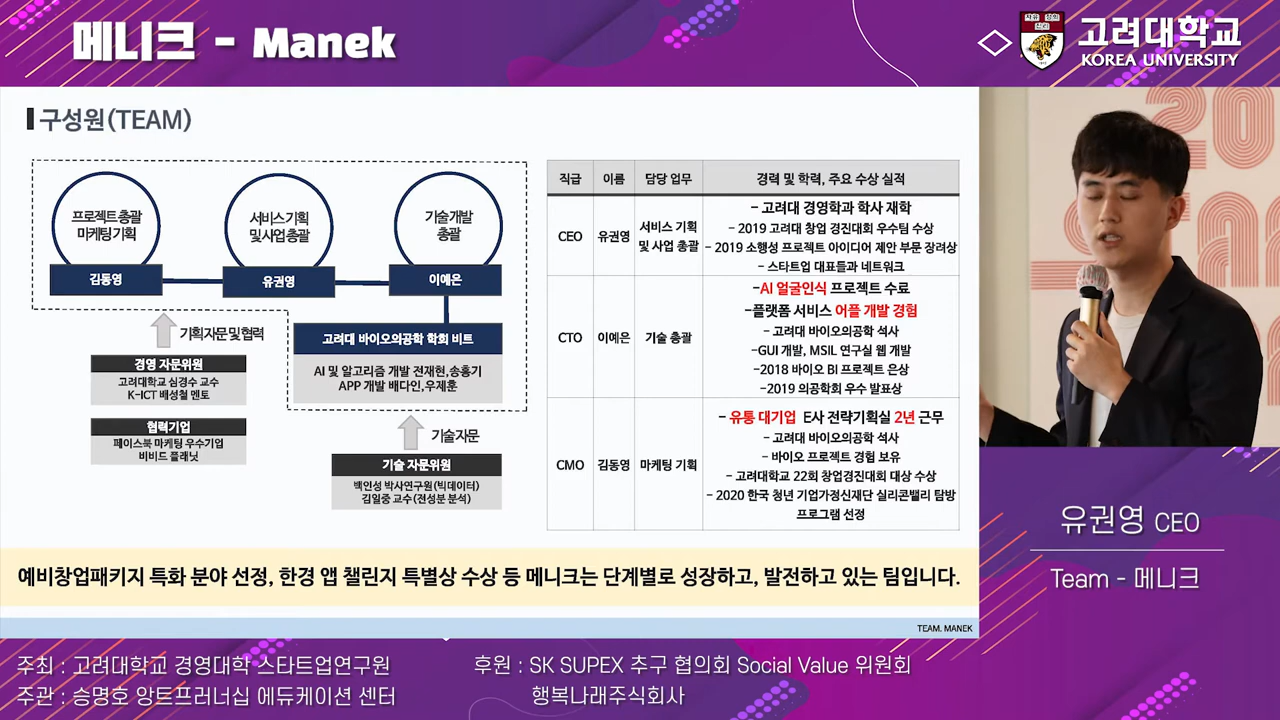 메니크 - Manek
고려대학교
KOREA UNIVERSITY
구성원(TEAM)
프로젝트 총괄
마케팅 기획
김동영
서비스 기획
및 사업 총괄
유권영
기술 개발
총괄
이예은
기획 자문 및 협력
경영 자문위원
고려대학교 심경수 교수
K-ICT 배성철 멘토
협력기업
페이스북 마케팅 우수기업
비비드 플래닛
고려대 바이오의공학 학회 비트
AI 및 알고리즘 개발 전재현,송홍기
APP 개발 배다인,우제훈
기술 자문
기술 자문위원
백인성 박사연구원(빅데이터)
김일중 교수(전성분 분석)
직급 이름 담당 업무 경력 및 학력, 주요 수상 실적
CEO 유권영 서비스 기획
및 사업 총괄
- 고려대 경영학과 학사 재학
- 2019 고려대 창업 경진대회 우수팀 수상
- 2019 소행성 프로젝트 아이디어 제안 부문 장려상
- 스타트업 대표들과 네트워크
CTO 이예은 기술 총괄
-AI 얼굴인식 프로젝트 수료
-플랫폼 서비스 어플 개발 경험
- 고려대 바이오의공학 석사
-GUI 개발, MSIL 연구실 웹 개발
-2018 바이오 BI 프로젝트 은상
-2019 의공학회 우수 발표상
CMO 김동영 마케팅 기획
- 유통 대기업 E사 전략기획실 2년 근무
- 고려대 바이오의공학 석사
- 바이오 프로젝트 경험 보유
- 고려대학교 22회 창업경진대회 대상 수상
- 2020 한국 청년 기업가정신재단 실리콘밸리 탐방
프로그램 선정
예비창업패키지 특화 분야 선정, 한경 앱 챌린지 특별상 수상 등 메니크는 단계별로 성장하고, 발전하고 있는 팀입니다.
TEAM. MANEK
유권영 CEO
Team - 메니크
주최 : 고려대학교 경영대학 스타트업연구원
주관 : 승명호 앙트프러너십 에듀케이션 센터
후원 : SK SUPEX 추구 협의회 Social Value 위원회
행복나래주식회사